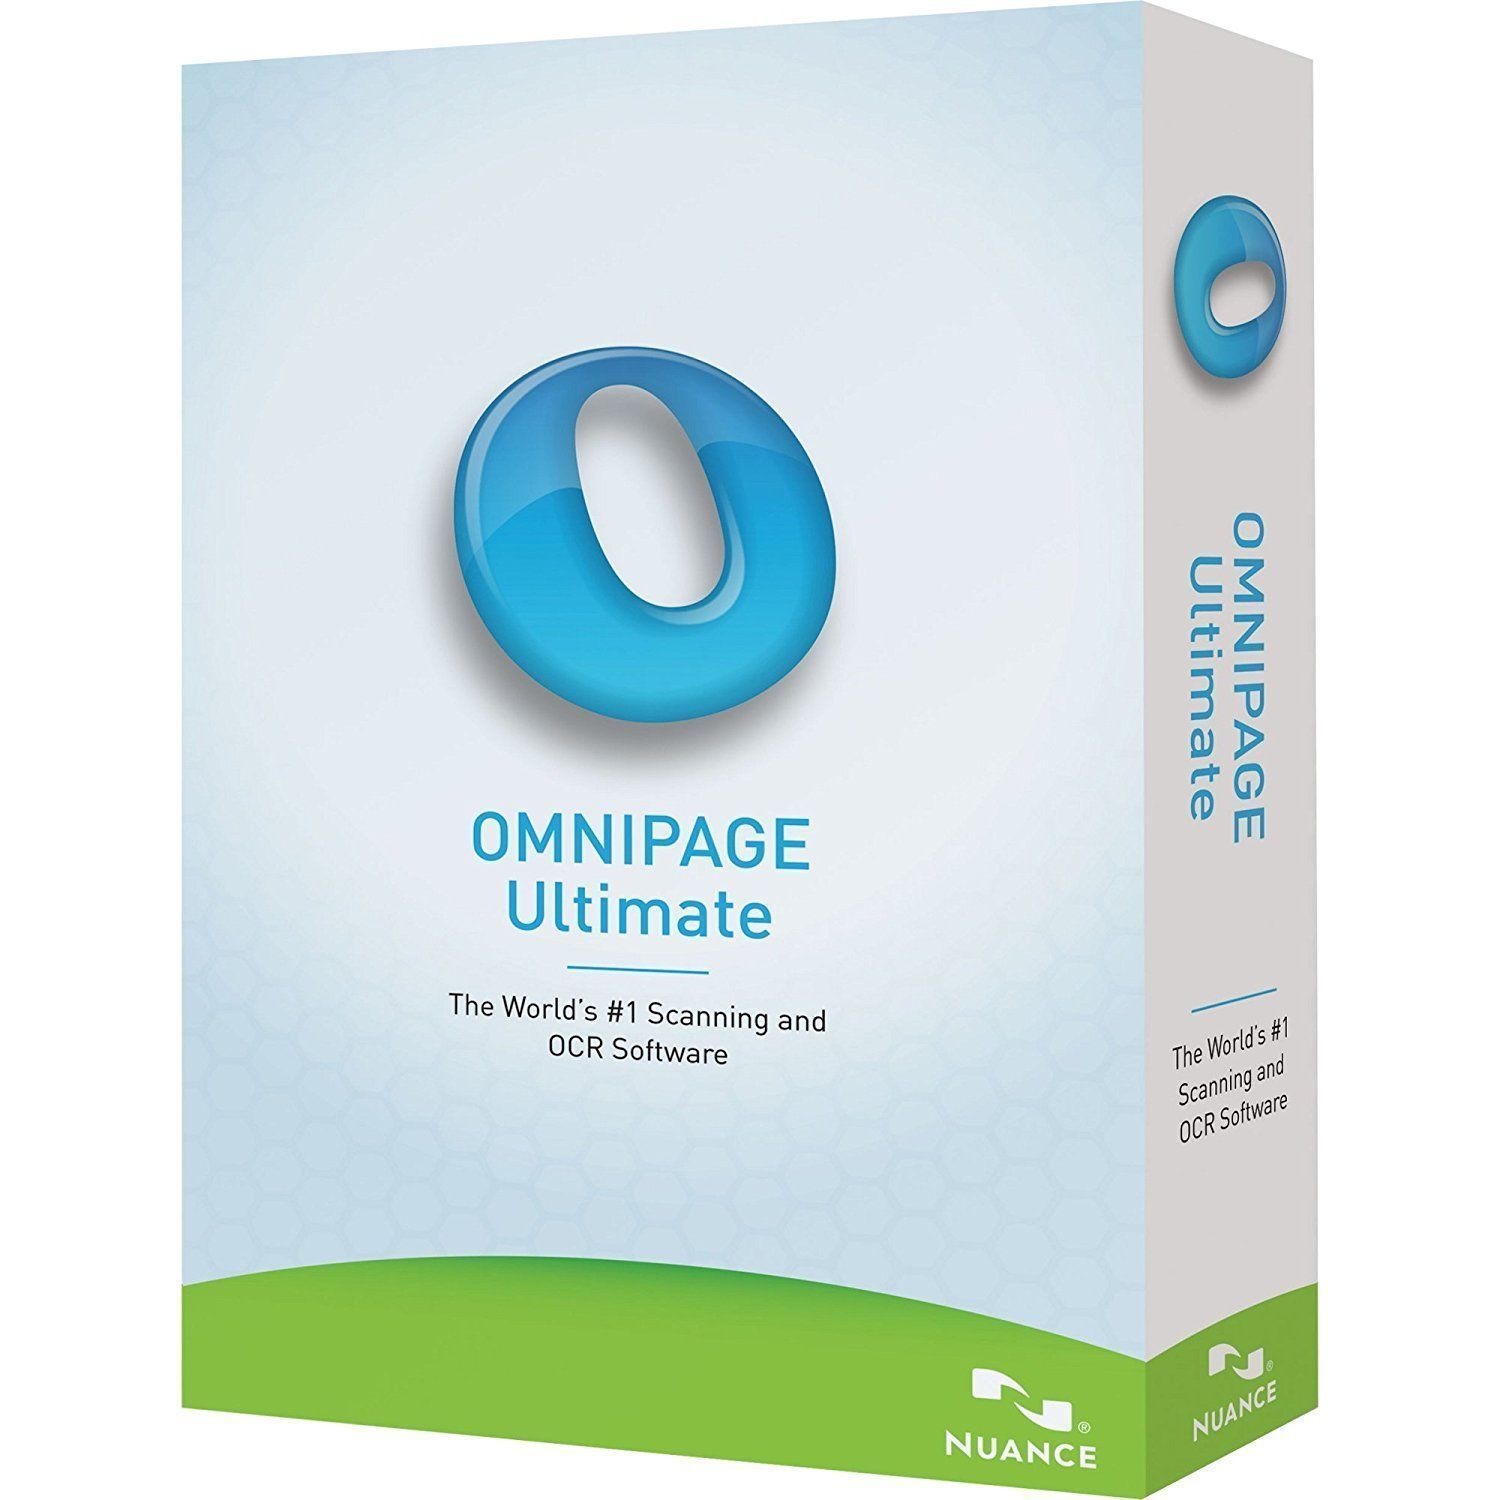 OMNIPAGE
Ultimate
The World's #1 Scanning and
OCR Software
NUANCE®
OMNIPAGE
Ultimate
The World's #1
Scanning and
OCR Software
NUANCE®